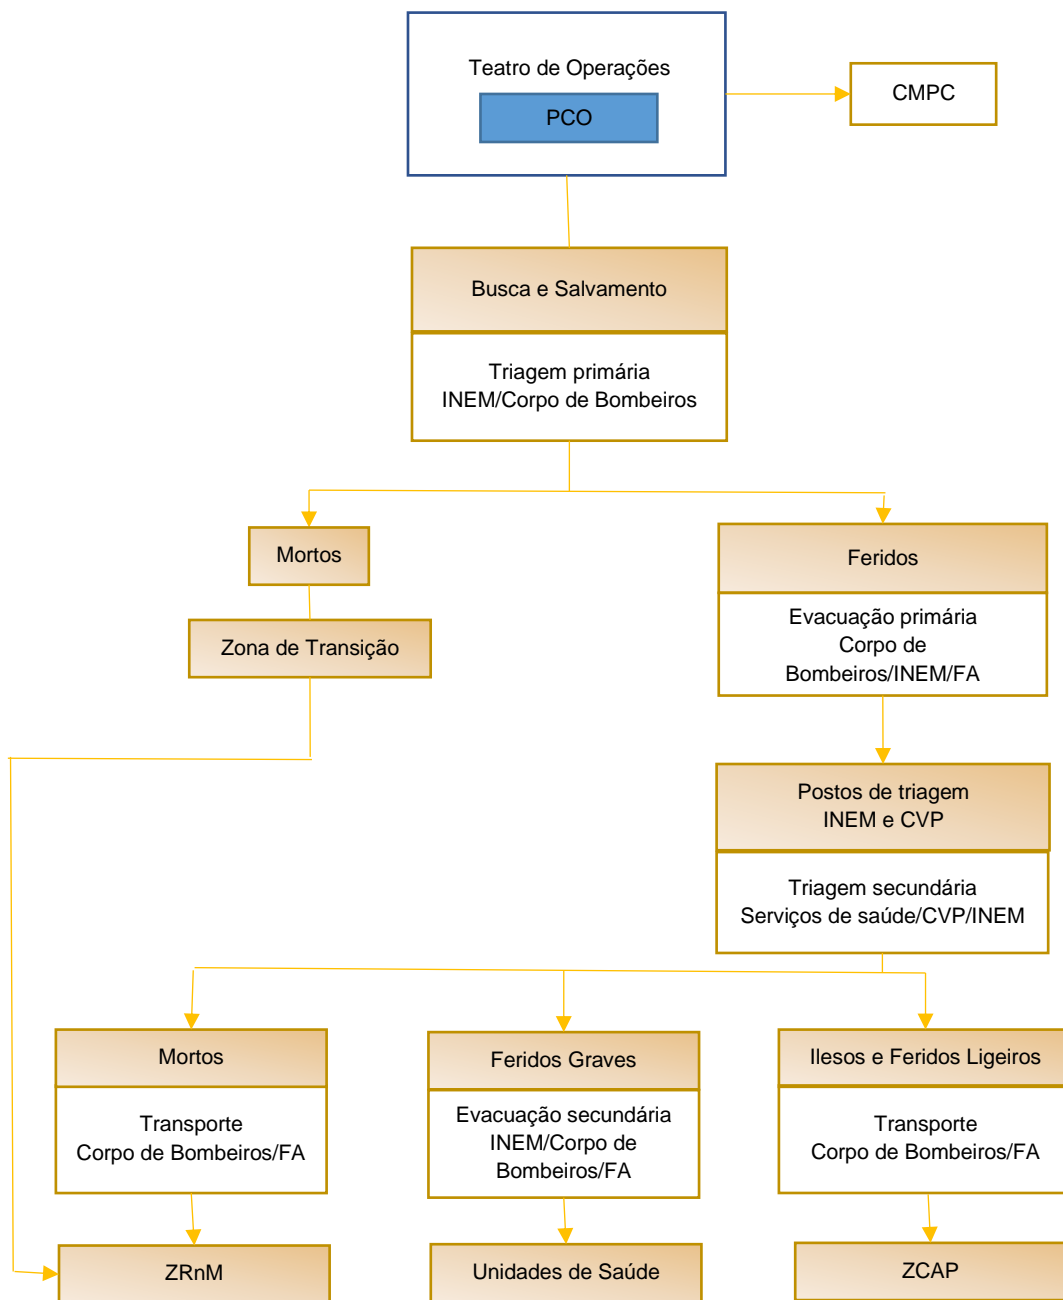 Teatro de Operações
PCO
CMPC
Busca e Salvamento
Triagem primária
INEM/Corpo de Bombeiros
Mortos
Zona de Transição
Feridos
Evacuação primária
Corpo de
Bombeiros/INEM/FA
Postos de triagem
INEM e CVP
Triagem secundária
Serviços de saúde/CVP/INEM
Mortos
Transporte
Corpo de Bombeiros/FA
Feridos Graves
Evacuação secundária
INEM/Corpo de
Bombeiros/FA
Ilesos e Feridos Ligeiros
Transporte
Corpo de Bombeiros/FA
ZRnM
Unidades de Saúde
ZCAP